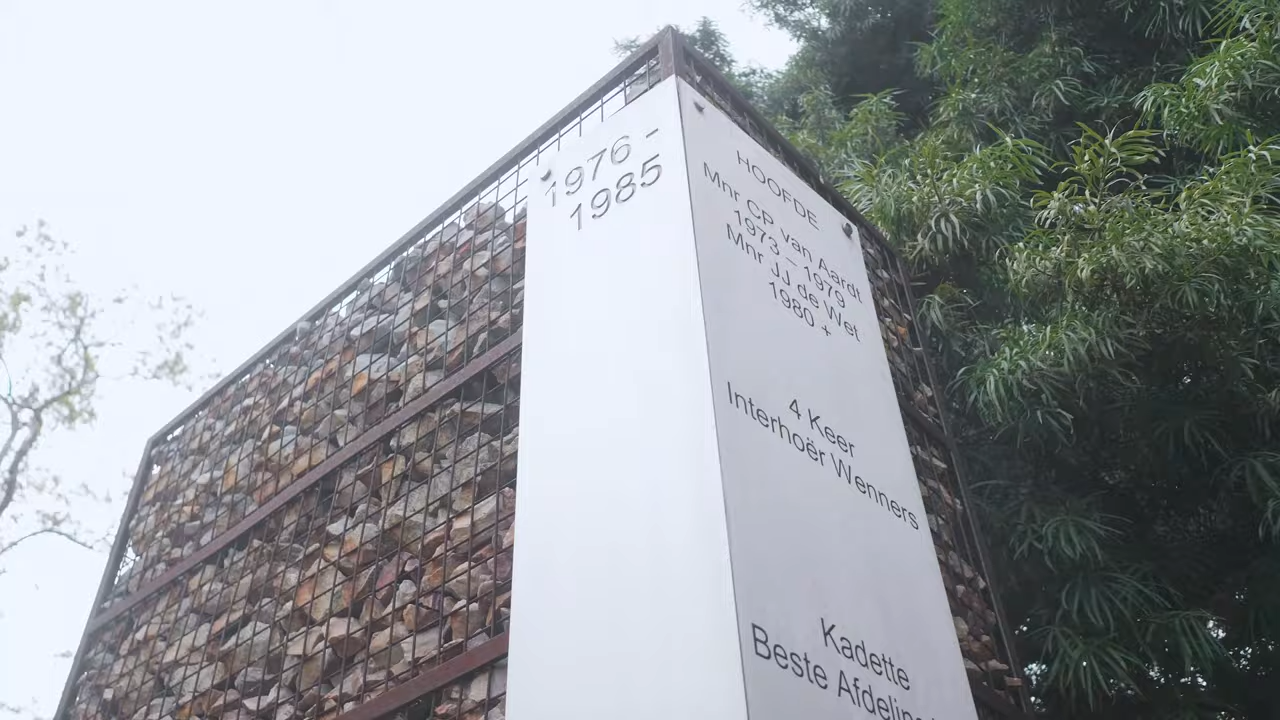 1976 -
1985
HOOFDE
Mnr CP van Aardt
1973 - 1979
Mnr JJ de Wet
1980 +
4 Keer
Interhoër Wenners
Kadette
Beste Afdeling